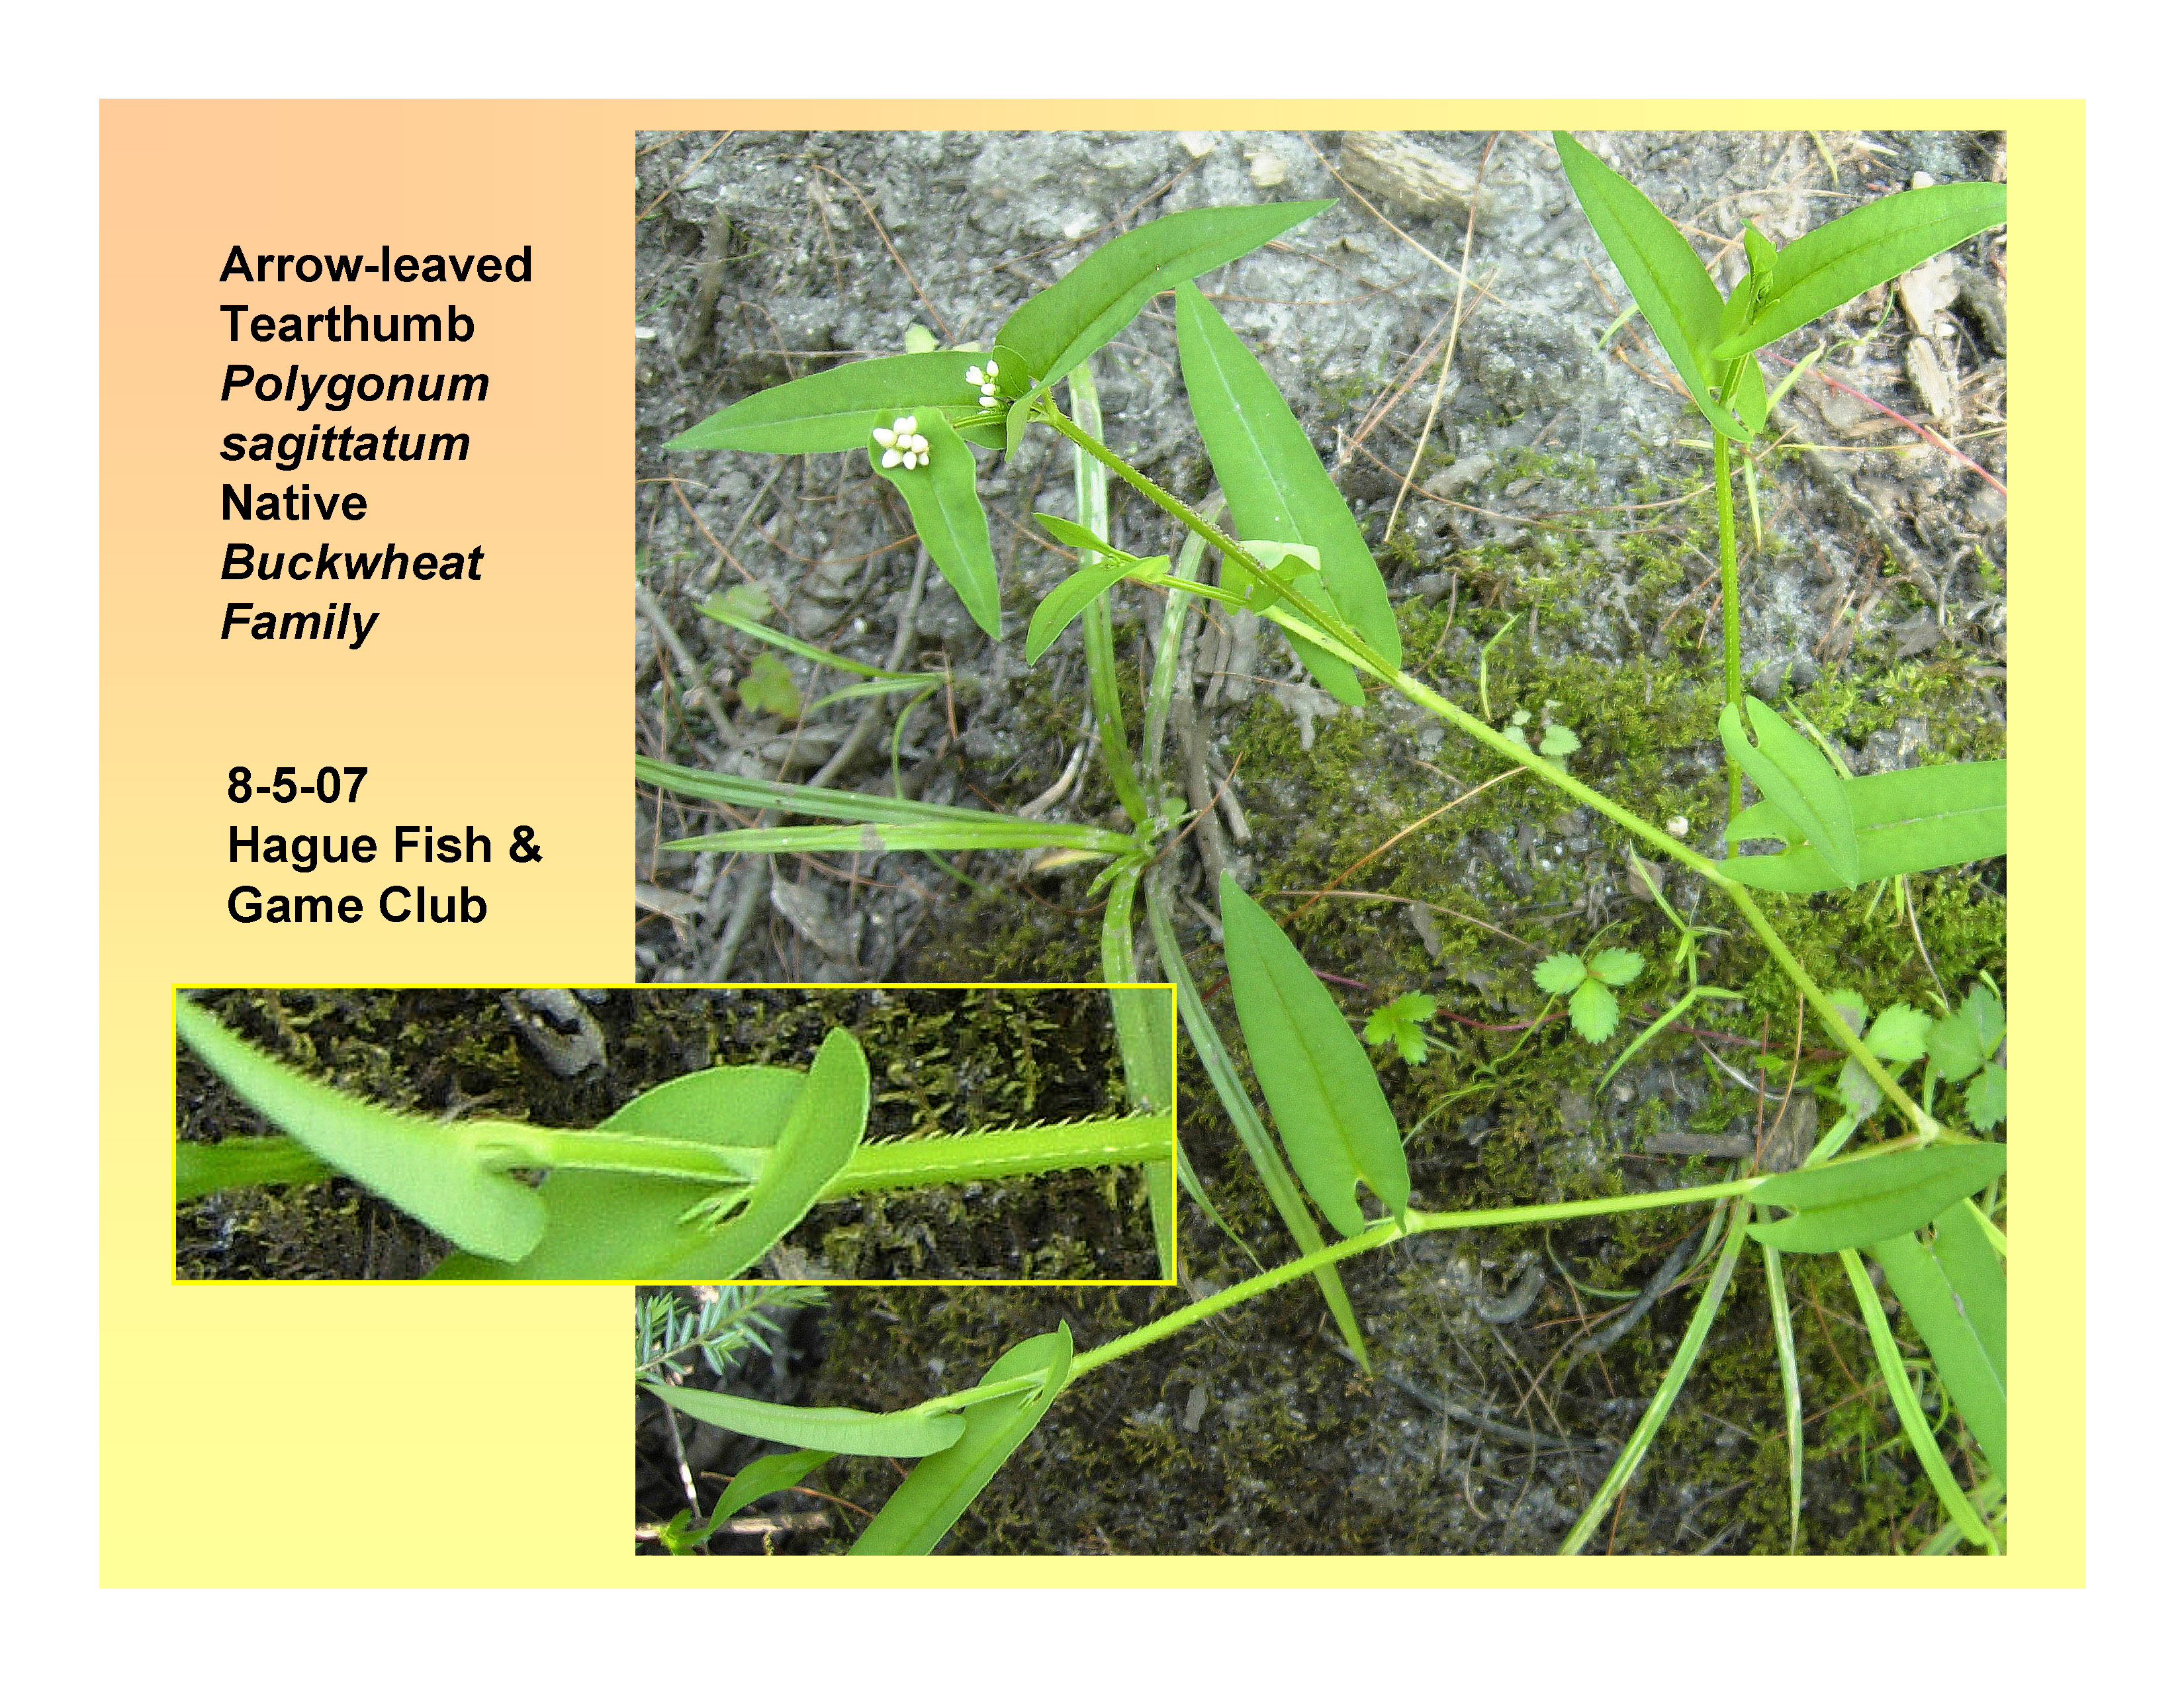 Arrow-leaved
Tearthumb
Polygonum
sagittatum
Native
Buckwheat
Family
8-5-07
Hague Fish &
Game Club